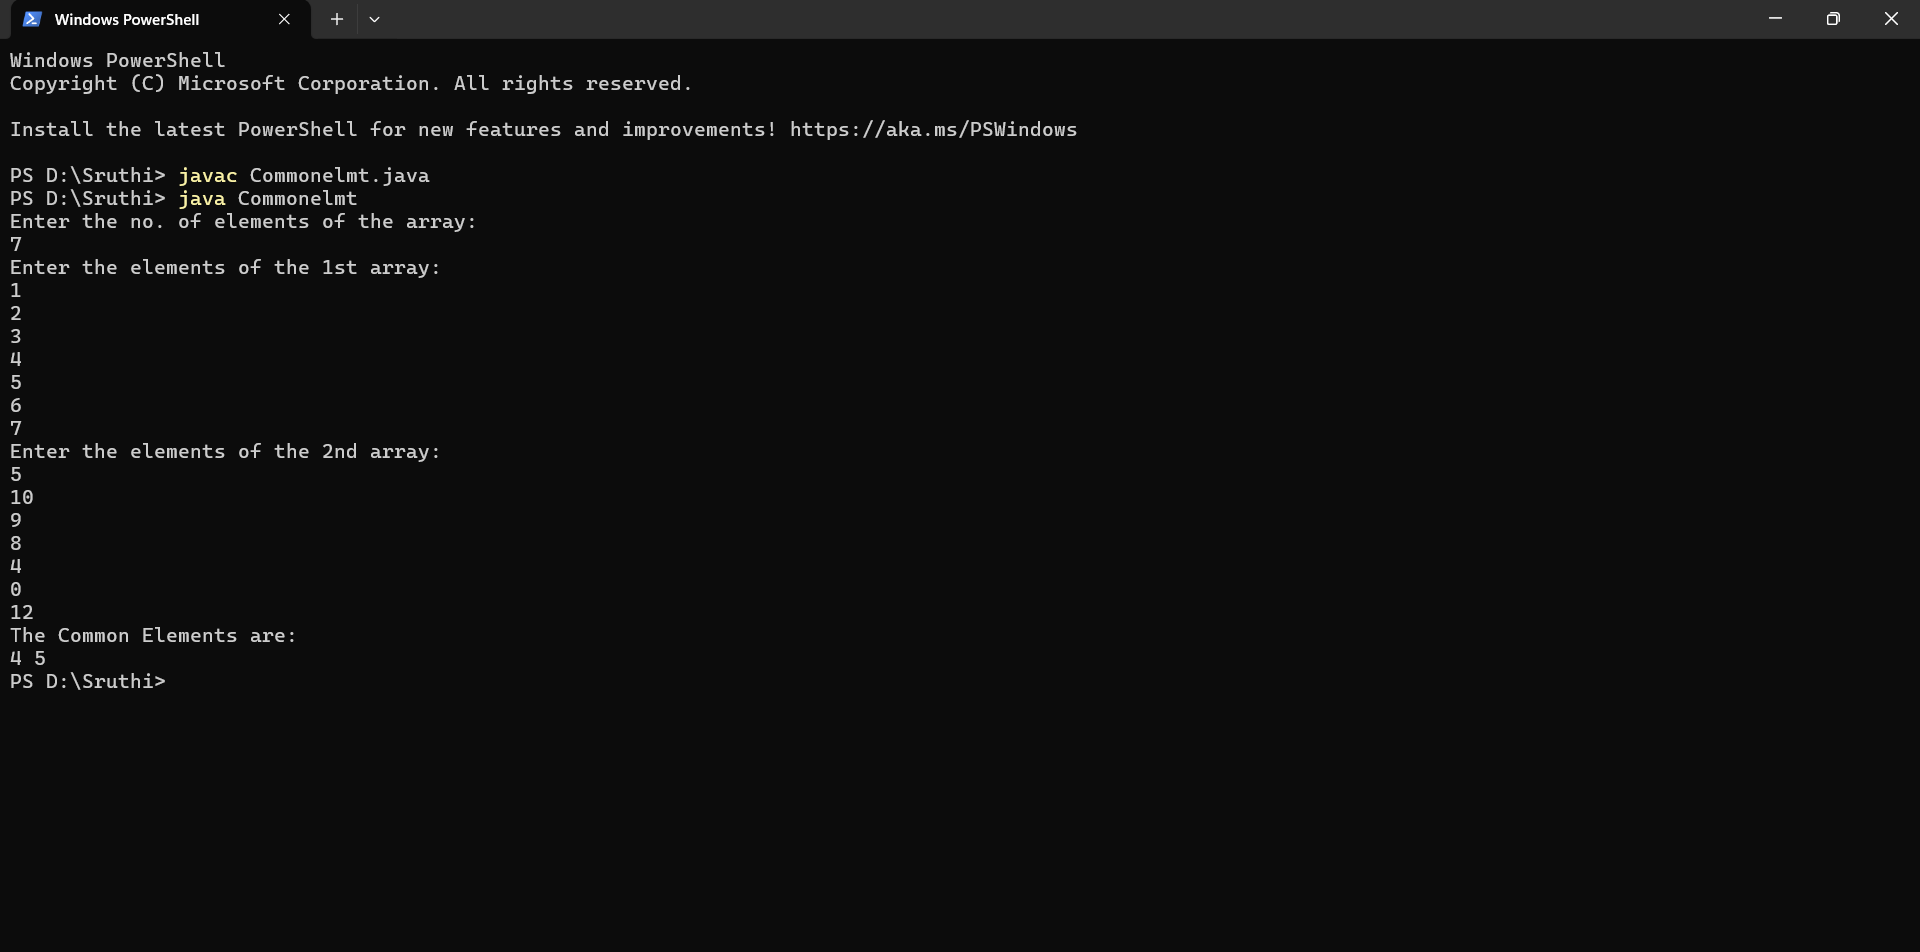 Windows PowerShell
Windows PowerShell
Copyright (C) Microsoft Corporation. All rights reserved.
Install the latest PowerShell for new features and improvements! https://aka.ms/PSWindows
PS D:\Sruthi> javac Commonelmt.java
PS D:\Sruthi> java Commonelmt
Enter the no. of elements of the array:
7
Enter the elements of the 1st array:
1
2
3
4
5
6
7
Enter the elements of the 2nd array:
5
10
9
8
4
0
12
The Common Elements are:
4 5
PS D:\Sruthi>